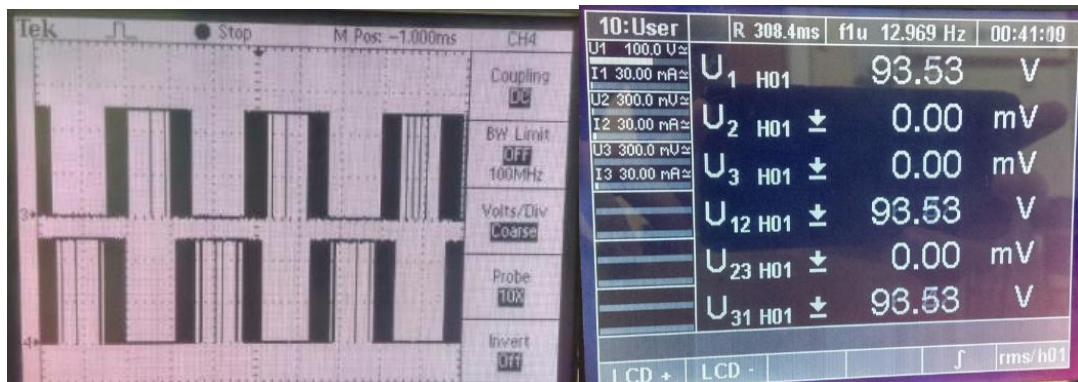 Tek Stop M Pos: -1.000ms CH4
Coupling
DC
BW Limit
OFF
100MHz
Volts/Div
Coarse
Probe
10X
Invert
Off
3
4
10:User R 308.4ms f1u 12.969 Hz 00:41:09
U1 100.0 V≃
I1 30.00 mA≃
U2 300.0 mV≃
I2 30.00 mA≃
U3 300.0 mV≃
I3 30.00 mA≃
U1 H01 93.53 V
U2 H01 0.00 mV
U3 H01 0.00 mV
U12 H01 93.53 V
U23 H01 0.00 mV
U31 H01 93.53 V
LCD + LCD - ∫ rms/h01